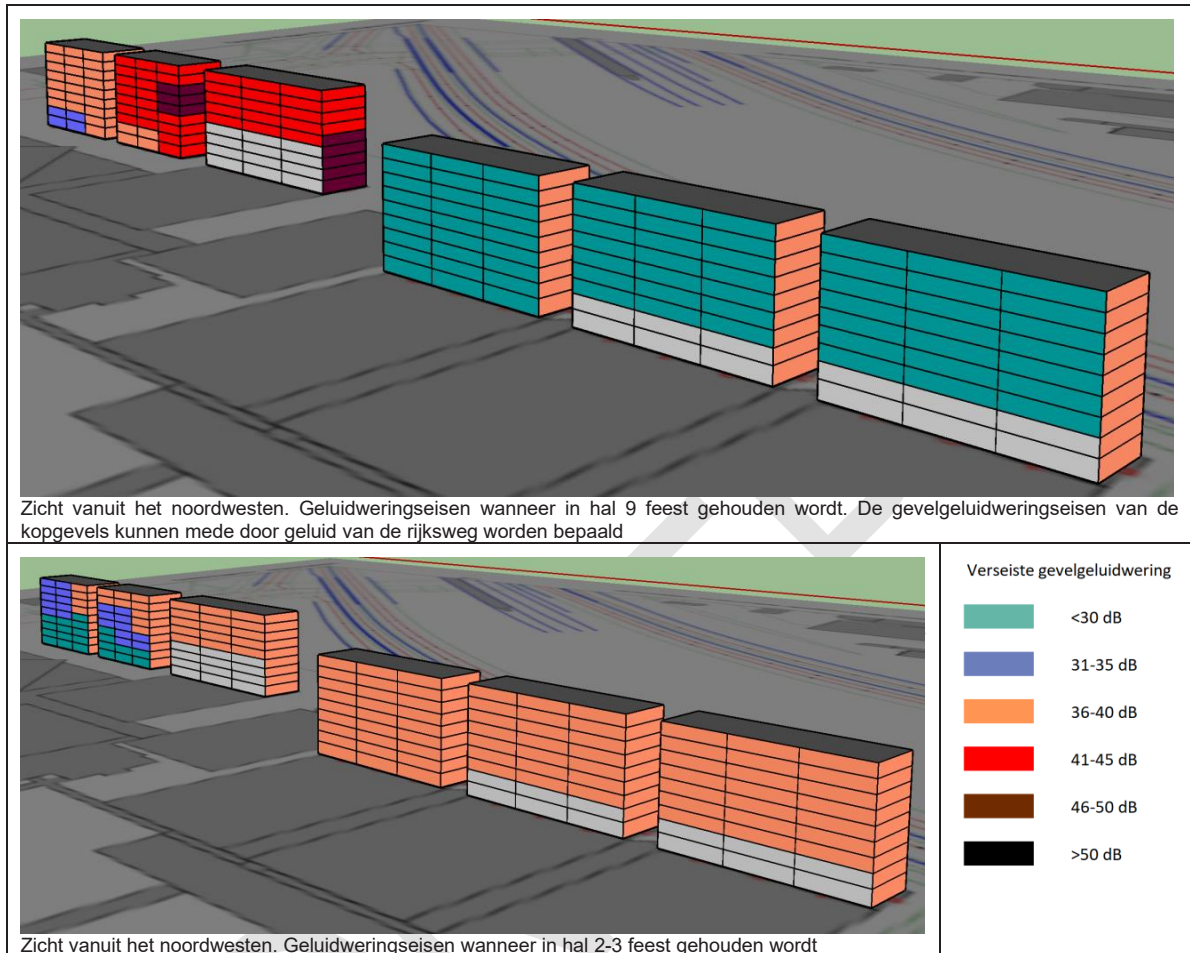 Zicht vanuit het noordwesten. Geluidweringseisen wanneer in hal 9 feest gehouden wordt. De gevelgeluidweringseisen van de
kopgevels kunnen mede door geluid van de rijksweg worden bepaald
Verseiste gevelgeluidwering
<30 dB
31-35 dB
36-40 dB
41-45 dB
46-50 dB
>50 dB
Zicht vanuit het noordwesten. Geluidweringseisen wanneer in hal 2-3 feest gehouden wordt